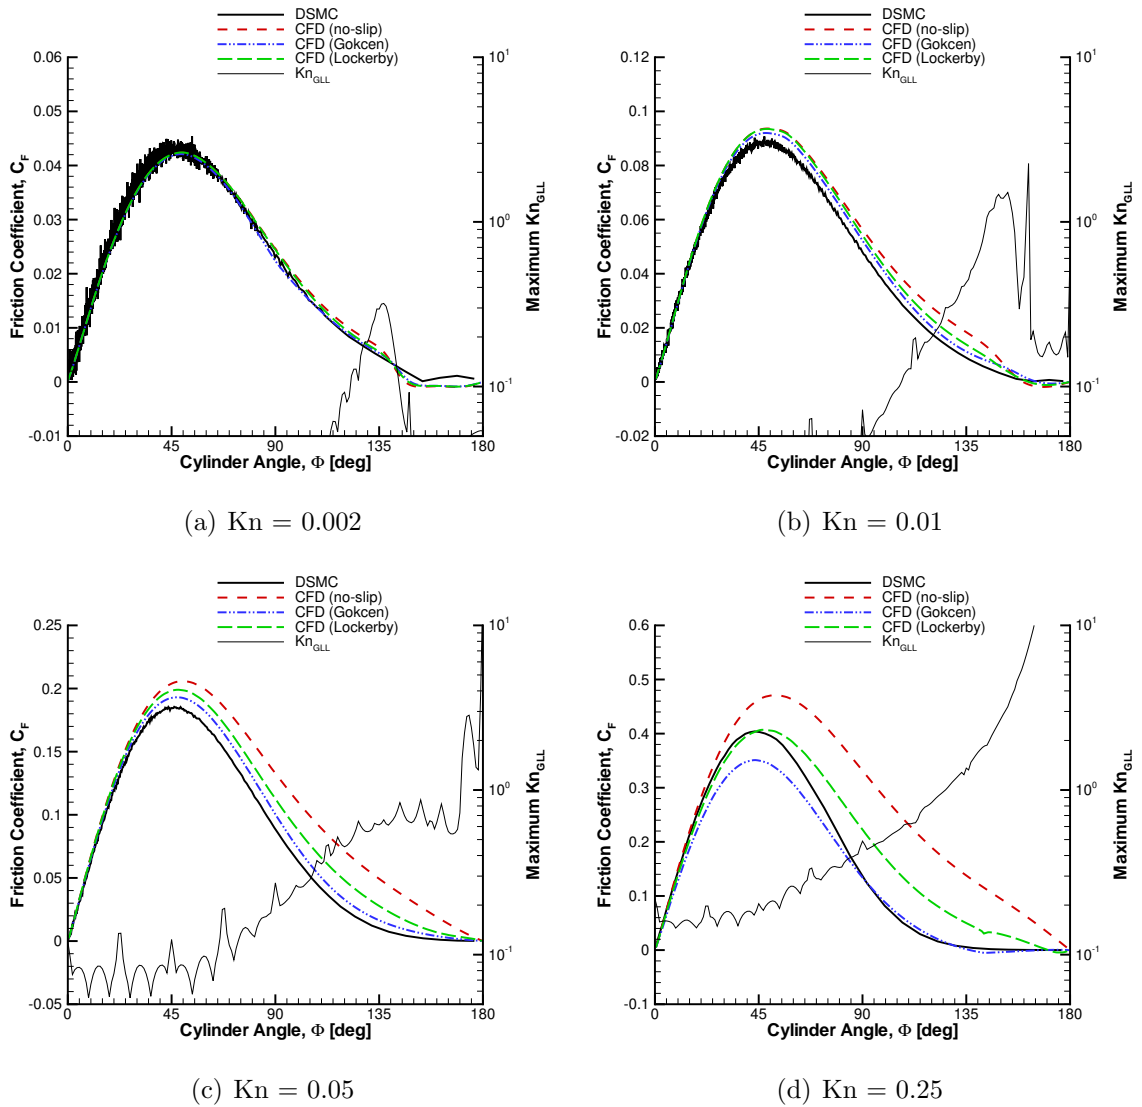 DSMC
CFD (no-slip)
CFD (Gokcen)
CFD (Lockerby)
Kn_GLL
0.06
0.05
0.04
0.03
0.02
0.01
0
-0.01
Friction Coefficient, C_F
10^1
10^0
10^-1
Maximum Kn_GLL
0 45 90 135 180
Cylinder Angle, Φ [deg]
(a) Kn = 0.002
DSMC
CFD (no-slip)
CFD (Gokcen)
CFD (Lockerby)
Kn_GLL
0.12
0.1
0.08
0.06
0.04
0.02
0
-0.02
Friction Coefficient, C_F
10^1
10^0
10^-1
Maximum Kn_GLL
0 45 90 135 180
Cylinder Angle, Φ [deg]
(b) Kn = 0.01
DSMC
CFD (no-slip)
CFD (Gokcen)
CFD (Lockerby)
Kn_GLL
0.25
0.2
0.15
0.1
0.05
0
-0.05
Friction Coefficient, C_F
10^1
10^0
10^-1
Maximum Kn_GLL
0 45 90 135 180
Cylinder Angle, Φ [deg]
(c) Kn = 0.05
DSMC
CFD (no-slip)
CFD (Gokcen)
CFD (Lockerby)
Kn_GLL
0.6
0.5
0.4
0.3
0.2
0.1
0
-0.1
Friction Coefficient, C_F
10^1
10^0
10^-1
Maximum Kn_GLL
0 45 90 135 180
Cylinder Angle, Φ [deg]
(d) Kn = 0.25